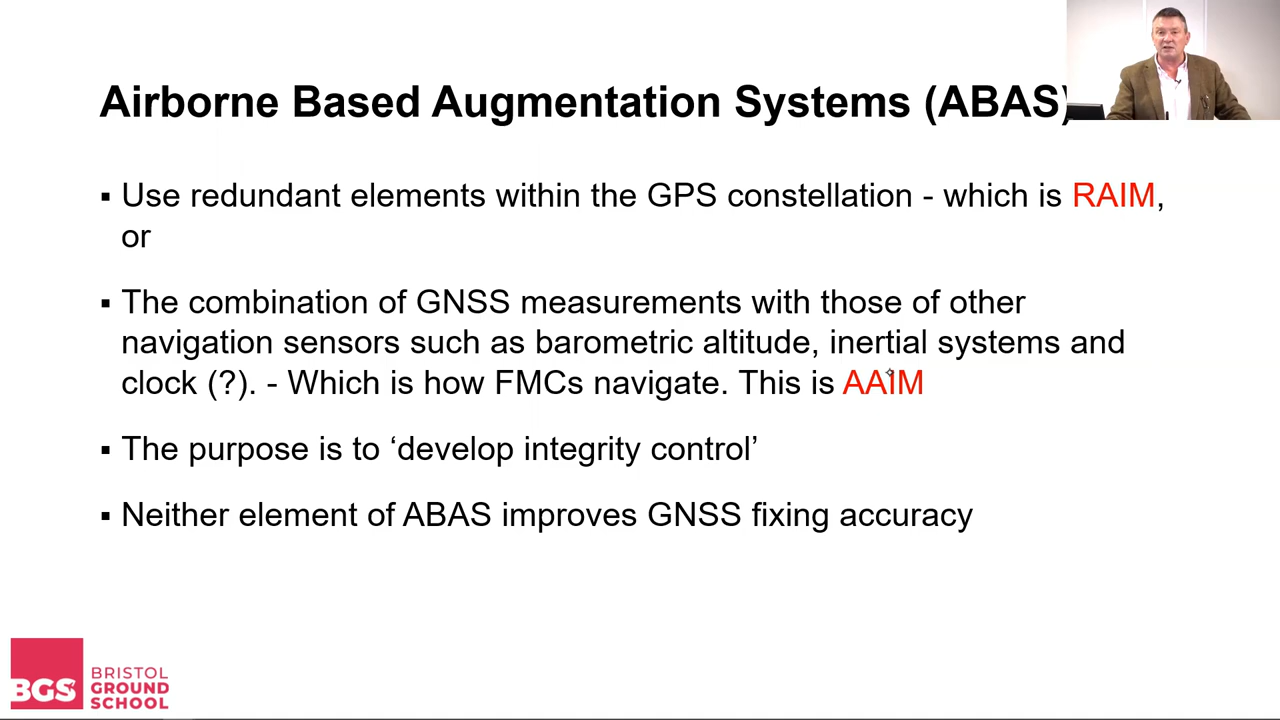 Airborne Based Augmentation Systems (ABAS)
▪ Use redundant elements within the GPS constellation - which is RAIM,
or
▪ The combination of GNSS measurements with those of other
navigation sensors such as barometric altitude, inertial systems and
clock (?). - Which is how FMCs navigate. This is AAIM
▪ The purpose is to ‘develop integrity control’
▪ Neither element of ABAS improves GNSS fixing accuracy
BGS
BRISTOL
GROUND
SCHOOL